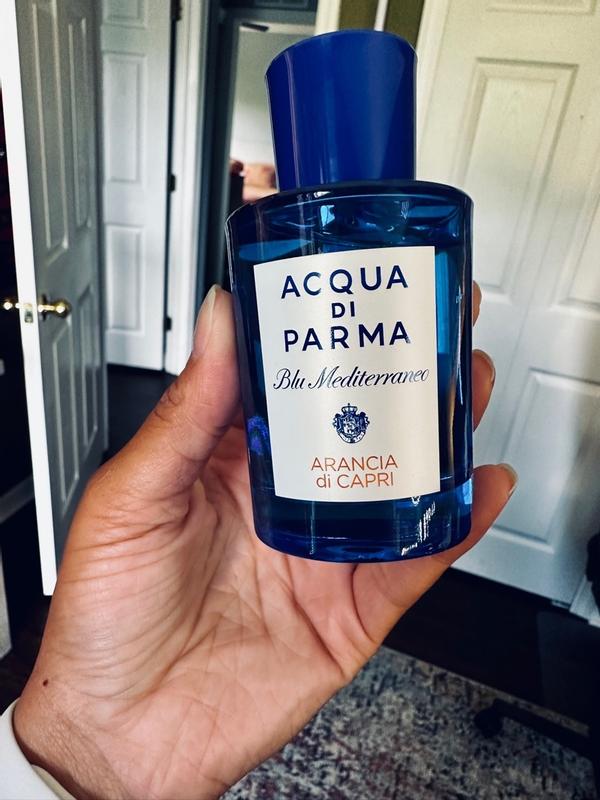 ACQUA
DI
PARMA
Blu Mediterraneo
ARANCIA
di CAPRI